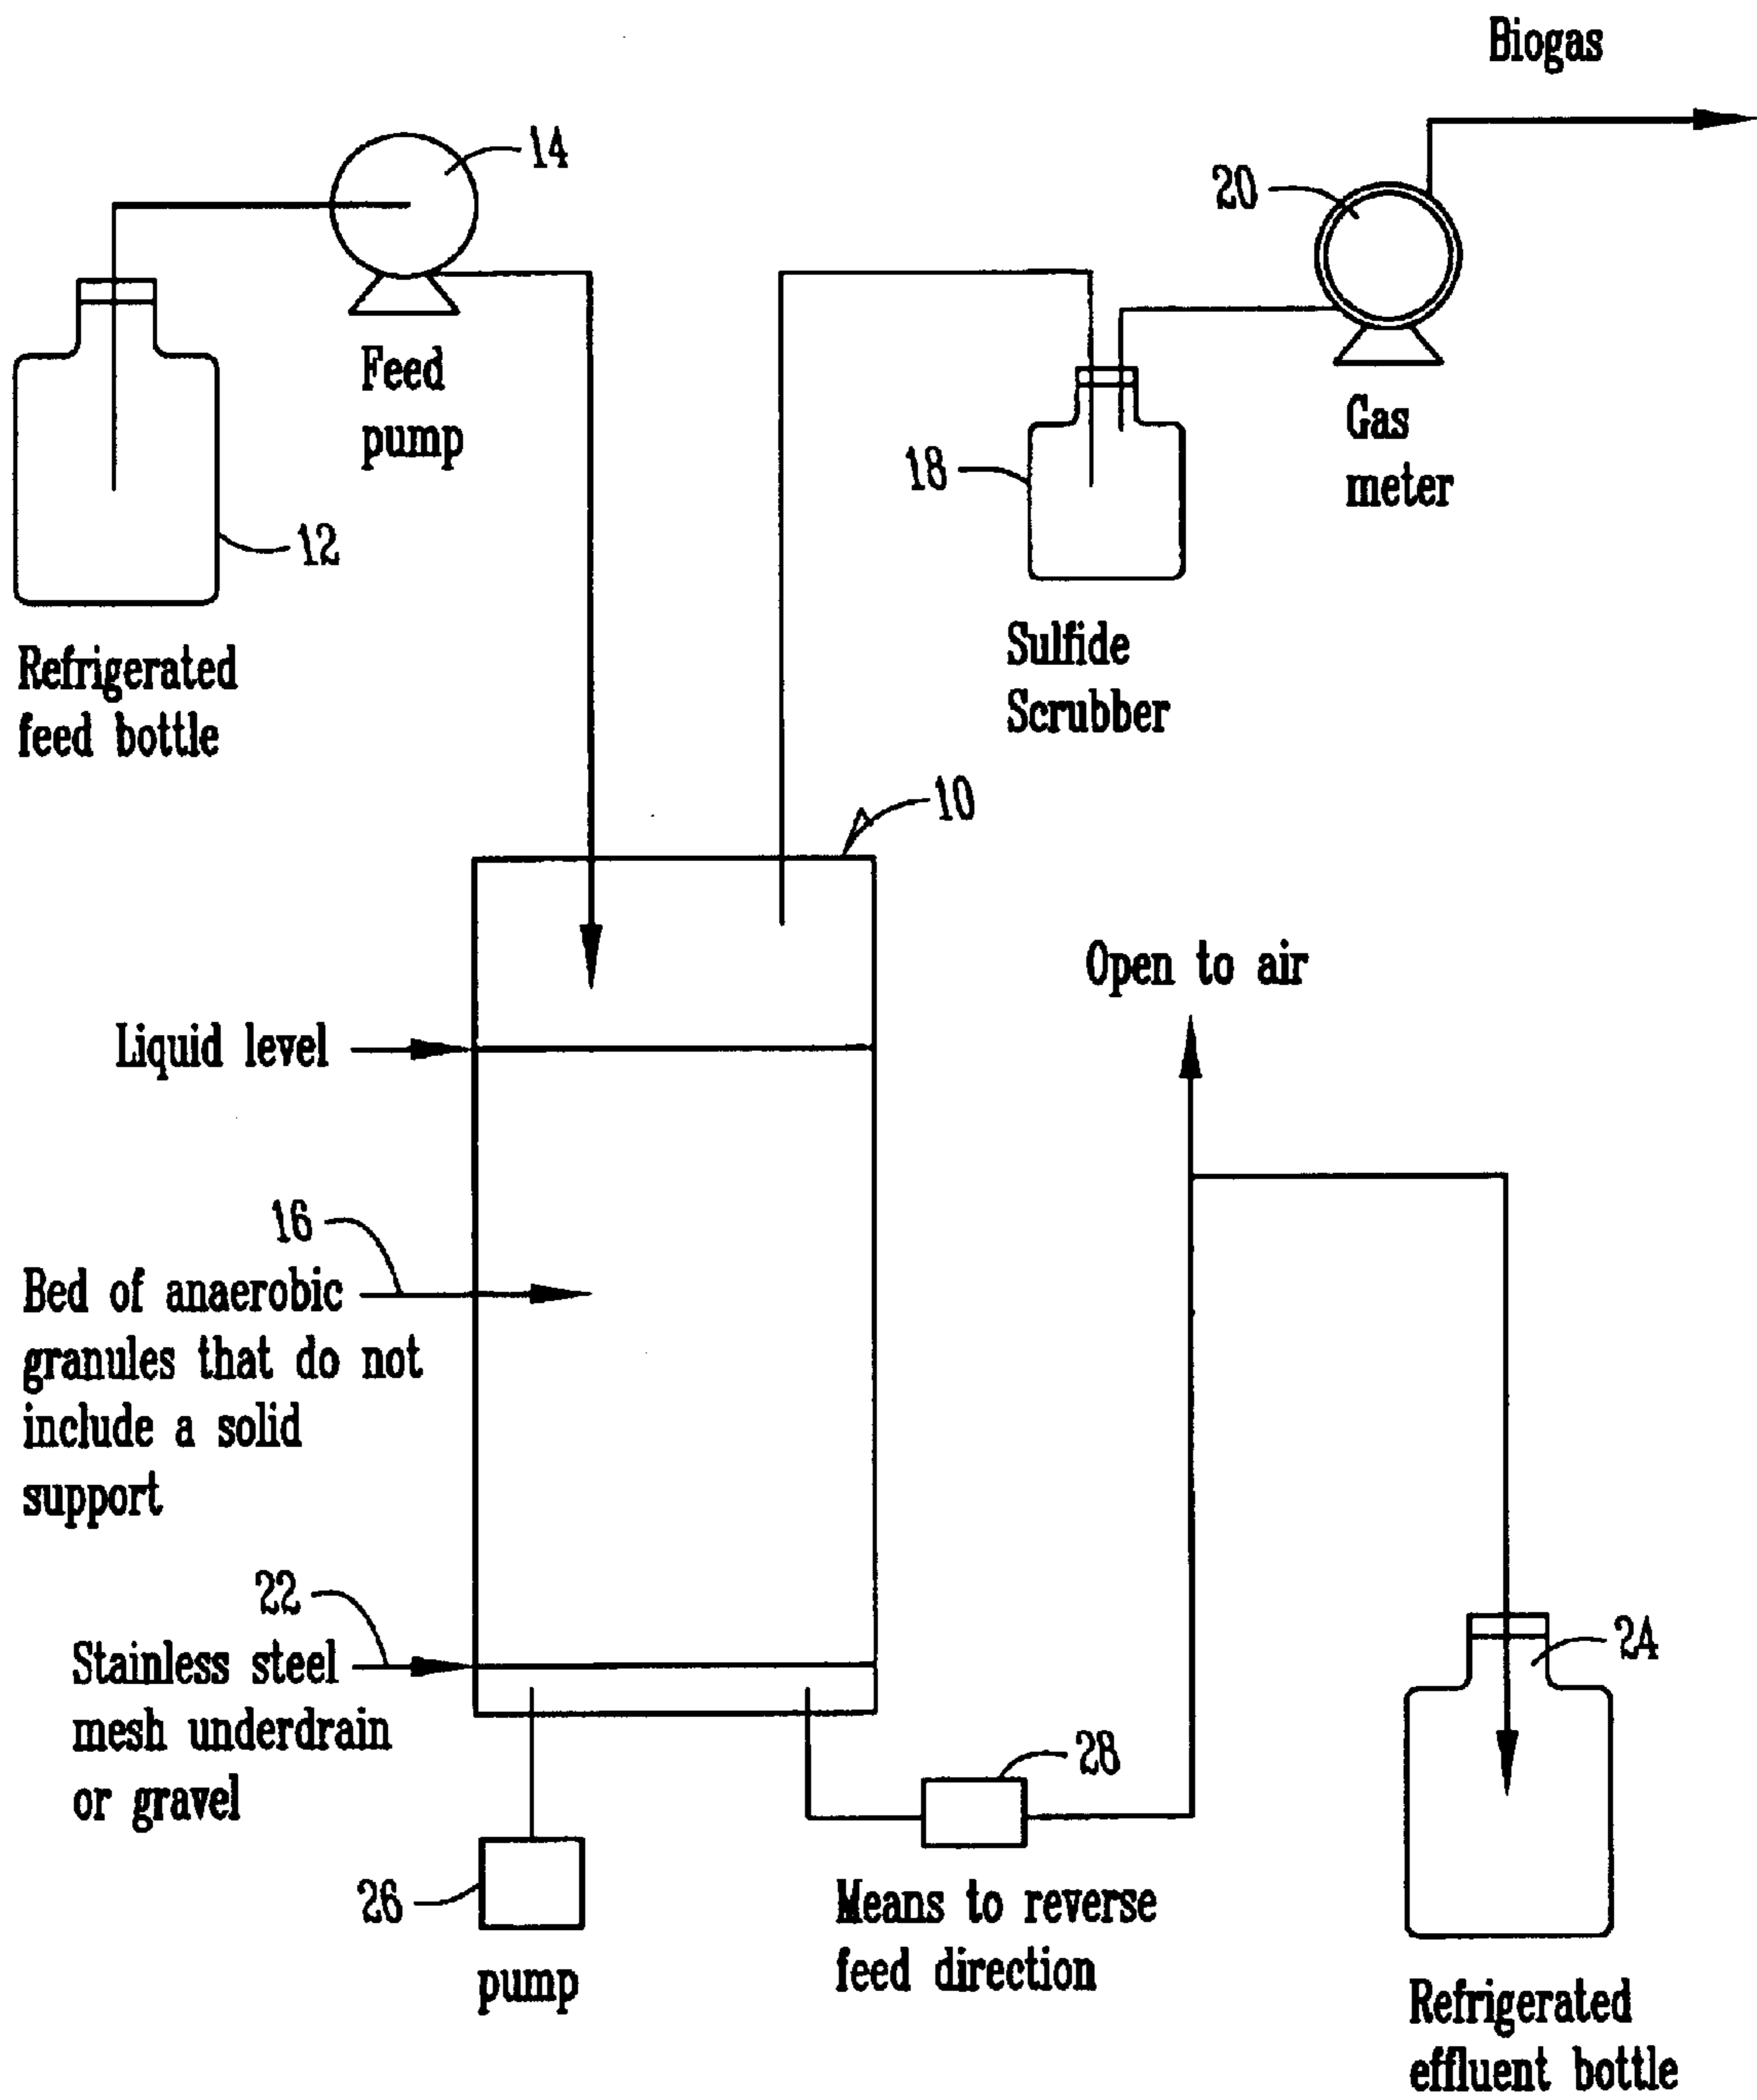 Biogas
14
20
Feed
pump
Gas
meter
18
12
Sulfide
Scrubber
Refrigerated
feed bottle
10
Open to air
Liquid level
16
Bed of anaerobic
granules that do not
include a solid
support
22
Stainless steel
mesh underdrain
or gravel
24
28
26
Means to reverse
feed direction
pump
Refrigerated
effluent bottle